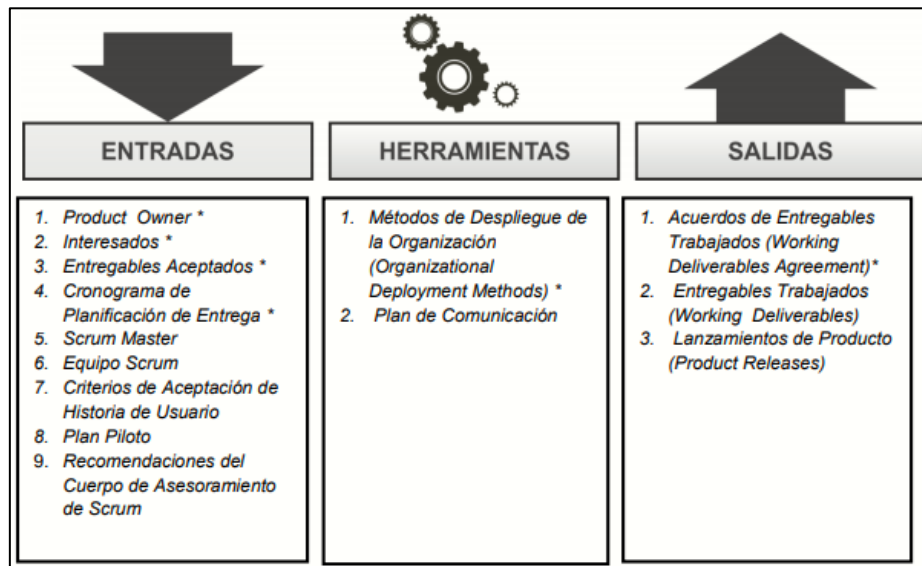 ENTRADAS
1. Product Owner *
2. Interesados *
3. Entregables Aceptados *
4. Cronograma de
Planificación de Entrega *
5. Scrum Master
6. Equipo Scrum
7. Criterios de Aceptación de
Historia de Usuario
8. Plan Piloto
9. Recomendaciones del
Cuerpo de Asesoramiento
de Scrum
HERRAMIENTAS
1. Métodos de Despliegue de
la Organización
(Organizational
Deployment Methods) *
2. Plan de Comunicación
SALIDAS
1. Acuerdos de Entregables
Trabajados (Working
Deliverables Agreement)*
2. Entregables Trabajados
(Working Deliverables)
3. Lanzamientos de Producto
(Product Releases)